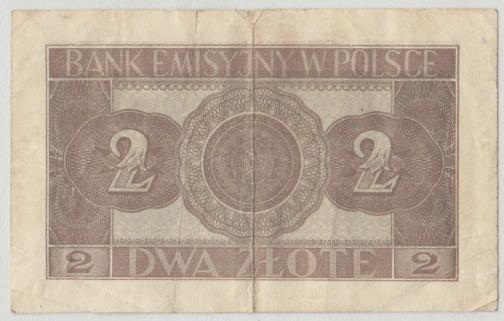 BANK EMISYJNY W POLSCE
2 2
2 DWA ZŁOTE 2